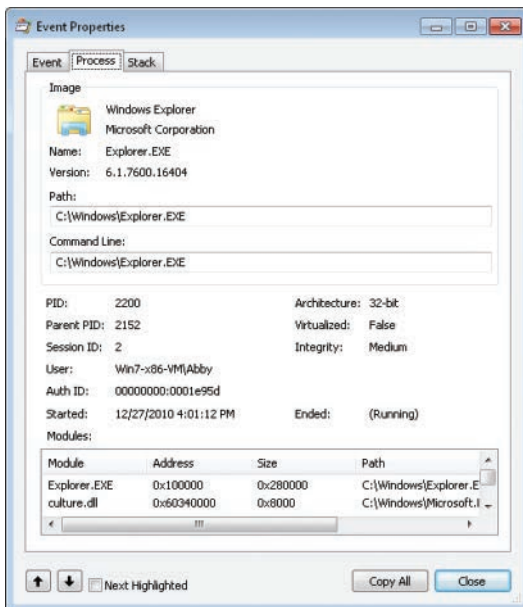 Event Properties
Event Process Stack
Image
Windows Explorer
Microsoft Corporation
Name: Explorer.EXE
Version: 6.1.7600.16404
Path:
C:\Windows\Explorer.EXE
Command Line:
C:\Windows\Explorer.EXE
PID: 2200 Architecture: 32-bit
Parent PID: 2152 Virtualized: False
Session ID: 2 Integrity: Medium
User: Win7-x86-VM\Abby
Auth ID: 00000000:0001e95d
Started: 12/27/2010 4:01:12 PM Ended: (Running)
Modules:
Module Address Size Path
Explorer.EXE 0x100000 0x280000 C:\Windows\Explorer.E
culture.dll 0x60340000 0x8000 C:\Windows\Microsoft.
Next Highlighted Copy All Close